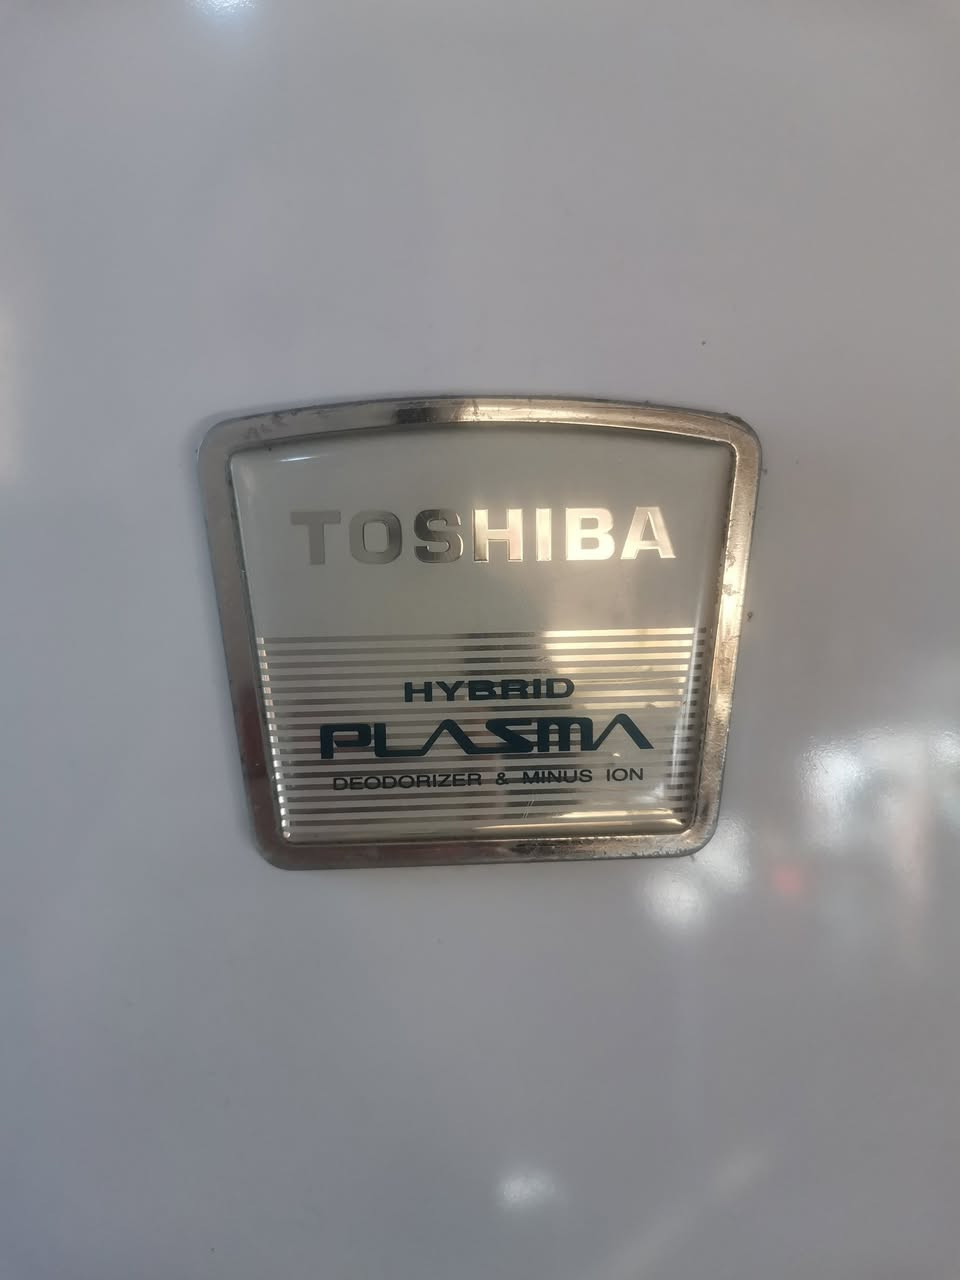 TOSHIBA
HYBRID
PLASMA
DEODORIZER & MINUS ION